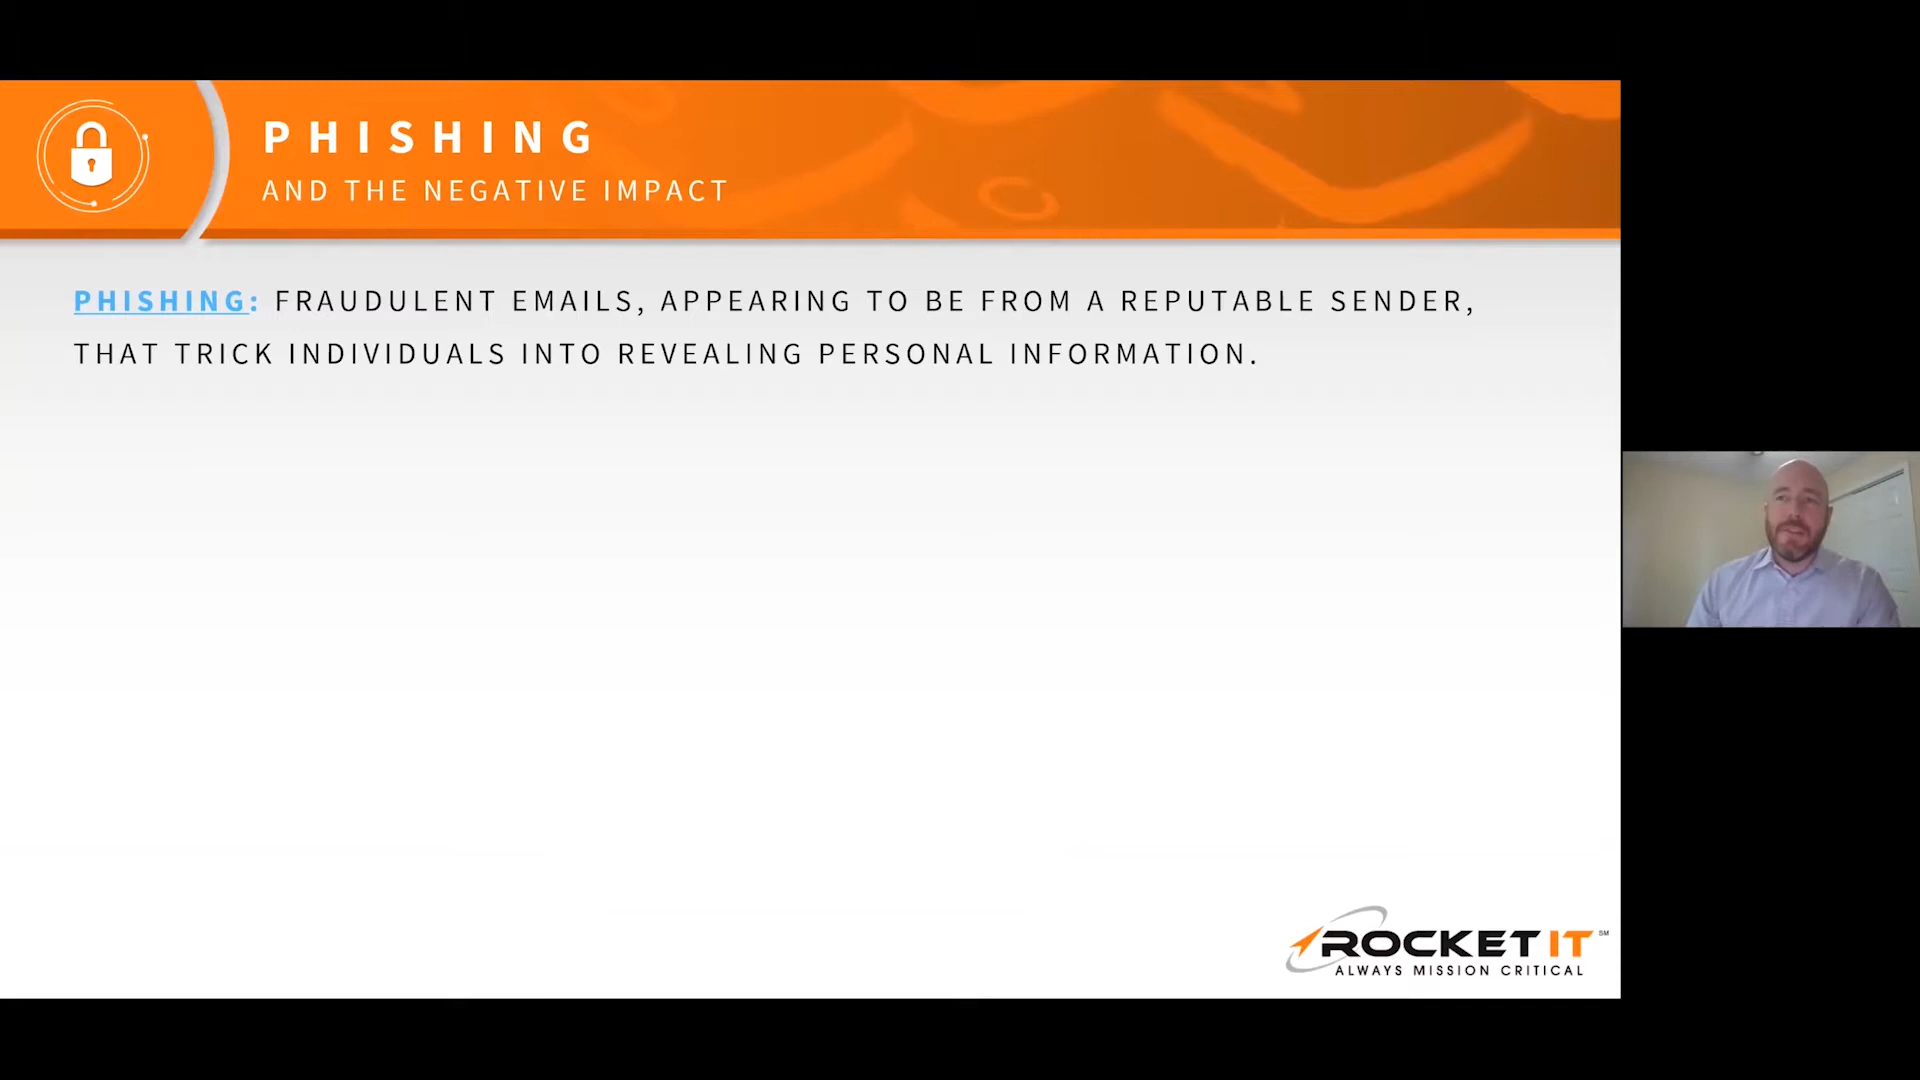 PHISHING
AND THE NEGATIVE IMPACT
PHISHING: FRAUDULENT EMAILS, APPEARING TO BE FROM A REPUTABLE SENDER,
THAT TRICK INDIVIDUALS INTO REVEALING PERSONAL INFORMATION.
ROCKET IT SM
ALWAYS MISSION CRITICAL